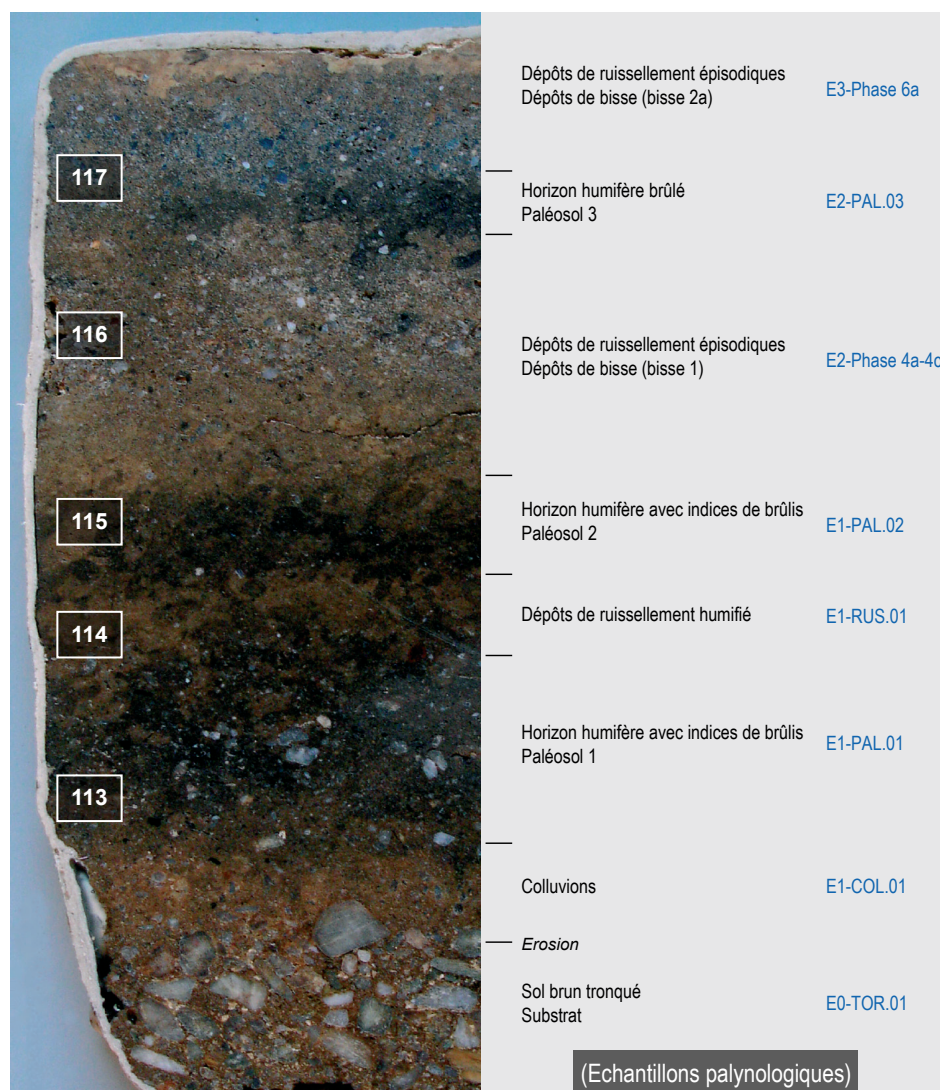 Dépôts de ruissellement épisodiques
Dépôts de bisse (bisse 2a)
E3-Phase 6a
117
Horizon humifère brûlé
Paléosol 3
E2-PAL.03
116
Dépôts de ruissellement épisodiques
Dépôts de bisse (bisse 1)
E2-Phase 4a-4c
115
Horizon humifère avec indices de brûlis
Paléosol 2
E1-PAL.02
114
Dépôts de ruissellement humifié
E1-RUS.01
Horizon humifère avec indices de brûlis
Paléosol 1
E1-PAL.01
113
Colluvions
E1-COL.01
Erosion
Sol brun tronqué
Substrat
E0-TOR.01
(Echantillons palynologiques)